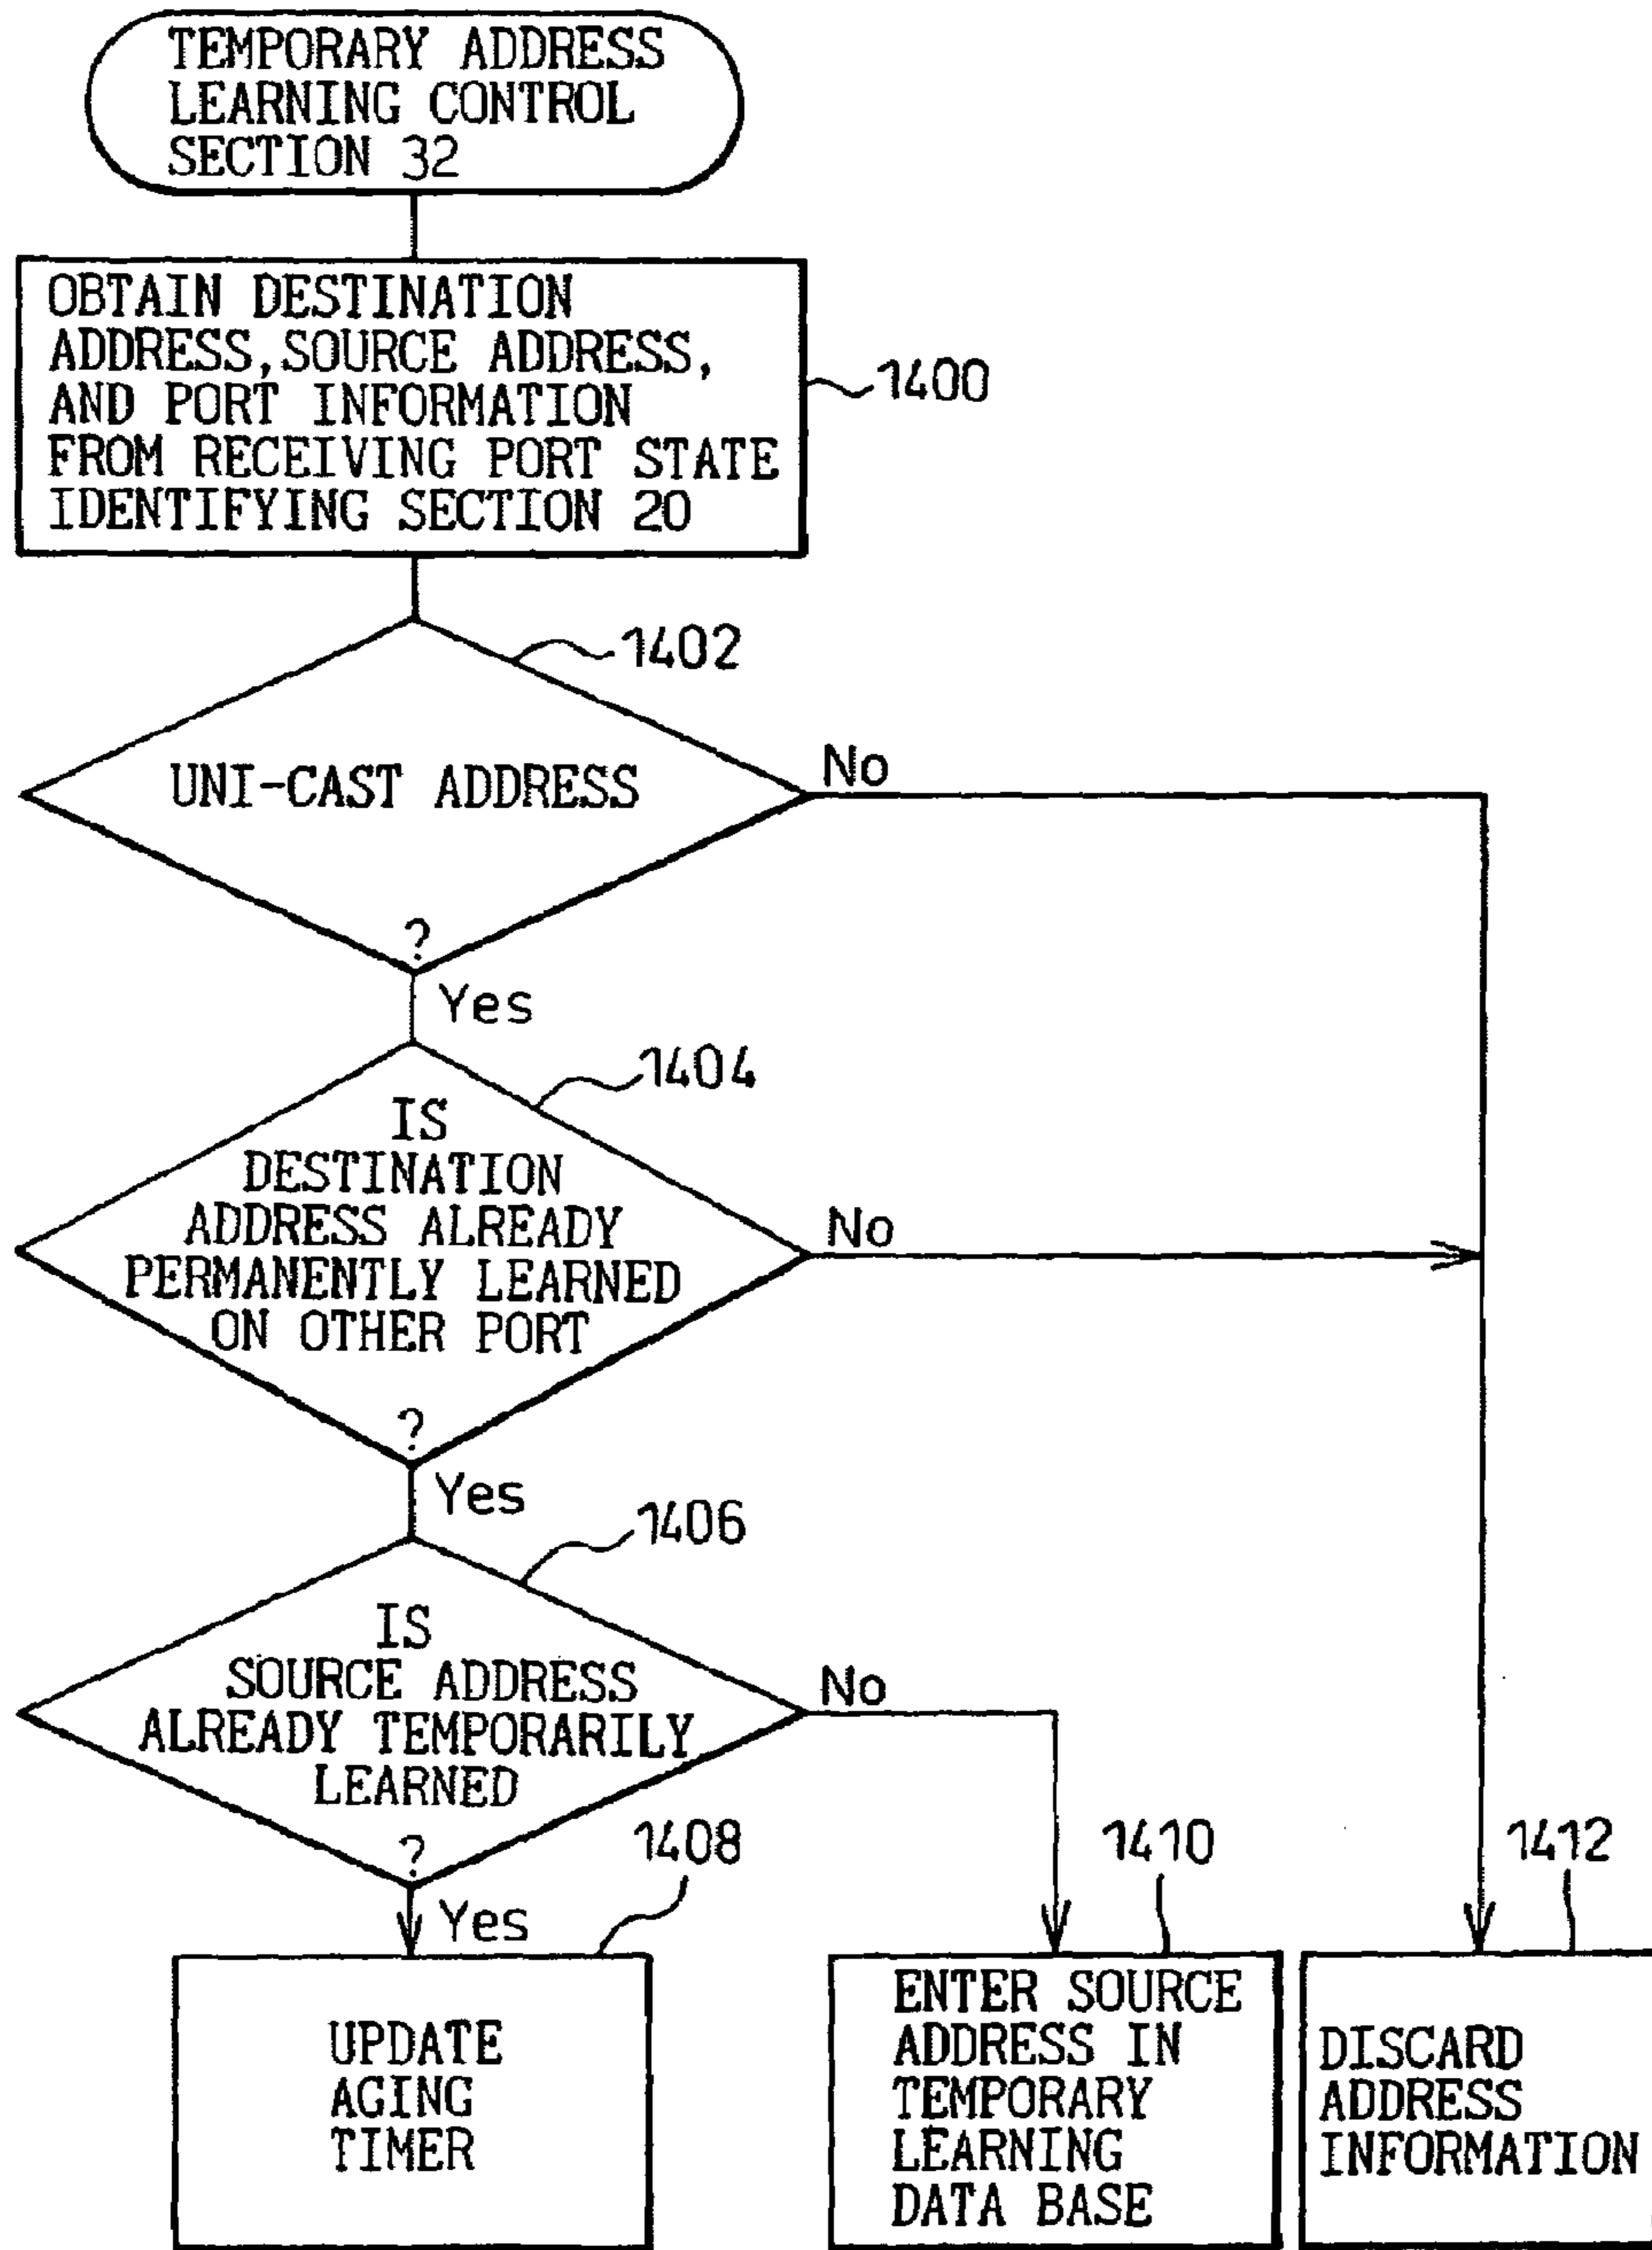 TEMPORARY ADDRESS
LEARNING CONTROL
SECTION 32
OBTAIN DESTINATION
ADDRESS, SOURCE ADDRESS,
AND PORT INFORMATION
FROM RECEIVING PORT STATE
IDENTIFYING SECTION 20
1400
1402
UNI-CAST ADDRESS
?
No
Yes
1404
IS
DESTINATION
ADDRESS ALREADY
PERMANENTLY LEARNED
ON OTHER PORT
?
No
Yes
1406
IS
SOURCE ADDRESS
ALREADY TEMPORARILY
LEARNED
?
No
Yes
1408
UPDATE
AGING
TIMER
1410
ENTER SOURCE
ADDRESS IN
TEMPORARY
LEARNING
DATA BASE
1412
DISCARD
ADDRESS
INFORMATION